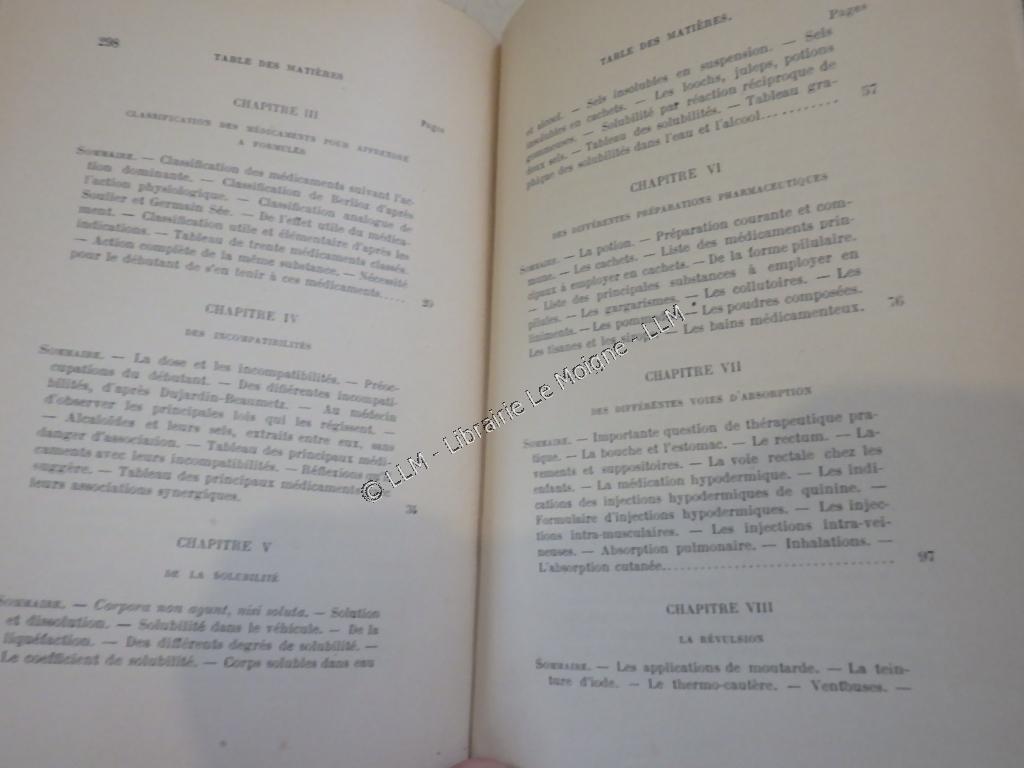 298
TABLE DES MATIÈRES
CHAPITRE III
Pages
CLASSIFICATION DES MÉDICAMENTS POUR APPRENDRE
A FORMULER
SOMMAIRE. — Classification des médicaments suivant l'ac-
tion dominante. — Classification de Berlioz d'après
l'action physiologique. — Classification analogue de
Soulier et Germain Sée. — De l'effet utile du médica-
ment. — Classification utile et élémentaire d'après les
indications. — Tableau de trente médicaments classés.
— Action complète de la même substance. — Nécessité
pour le débutant de s'en tenir à ces médicaments..... 29
CHAPITRE IV
DES INCOMPATIBILITÉS
SOMMAIRE. — La dose et les incompatibilités. — Préoc-
cupations du débutant. — Des différentes incompati-
bilités, d'après Dujardin-Beaumetz. — Au médecin
d'observer les principales lois qui les régissent. —
— Alcaloïdes et leurs sels, extraits entre eux, sans
danger d'association. — Tableau des principaux médi-
caments avec leurs incompatibilités. — Réflexions
suggère. — Tableau des principaux médicaments
leurs associations synergiques.
34
CHAPITRE V
DE LA SOLUBILITÉ
SOMMAIRE. — Corpora non agunt, nisi soluta. — Solution
et dissolution. — Solubilité dans le véhicule. — De la
liquéfaction. — Des différents degrés de solubilité. —
Le coefficient de solubilité. — Corps solubles dans eau
TABLE DES MATIÈRES.
Pages
et alcool. — Sels insolubles en suspension. — Sels
insolubles en cachets. — Les loochs, juleps, potions
gommeuses. — Solubilité par réaction réciproque de
deux sels. — Tableau des solubilités. — Tableau gra-
phique des solubilités dans l'eau et l'alcool.......... 57
CHAPITRE VI
DES DIFFÉRENTES PRÉPARATIONS PHARMACEUTIQUES
SOMMAIRE. — La potion. — Préparation courante et com-
mune. — Les cachets. — Liste des médicaments prin-
cipaux à employer en cachets. — De la forme pilulaire.
— Liste des principales substances à employer en
pilules. — Les gargarismes. — Les collutoires. — Les
liniments. — Les pommades. — Les poudres composées.
Les tisanes et les — Les bains médicamenteux. 76
CHAPITRE VII
DES DIFFÉRENTES VOIES D'ABSORPTION
SOMMAIRE. — Importante question de thérapeutique pra-
tique. — La bouche et l'estomac. — Le rectum. — La-
vements et suppositoires. — La voie rectale chez les
enfants. — La médication hypodermique. — Les indi-
cations des injections hypodermiques de quinine. —
Formulaire d'injections hypodermiques. — Les injec-
tions intra-musculaires. — Les injections intra-vei-
neuses. — Absorption pulmonaire. — Inhalations. —
L'absorption cutanée.............................. 97
CHAPITRE VIII
LA RÉVULSION
SOMMAIRE. — Les applications de moutarde. — La tein-
ture d'iode. — Le thermo-cautère. — Ventouses. —
© LLM - Librairie Le Moigne - LLM